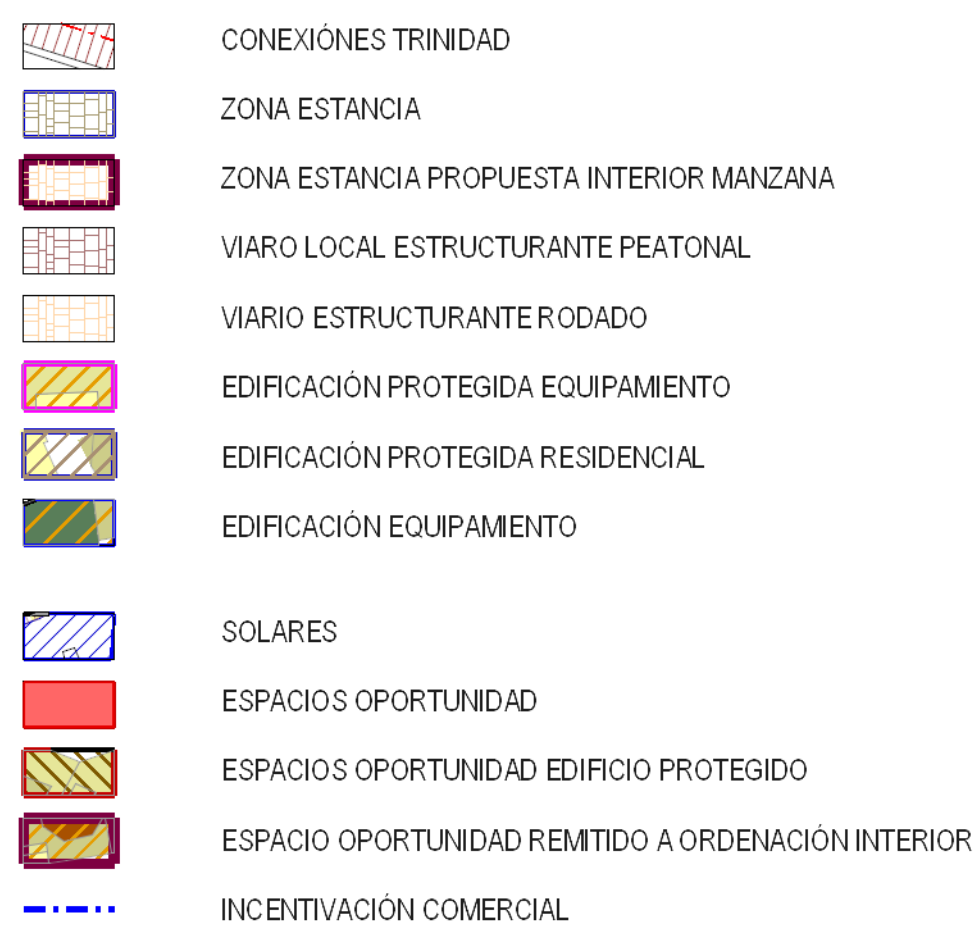 CONEXIÓNES TRINIDAD
ZONA ESTANCIA
ZONA ESTANCIA PROPUESTA INTERIOR MANZANA
VIARO LOCAL ESTRUCTURANTE PEATONAL
VIARIO ESTRUCTURANTE RODADO
EDIFICACIÓN PROTEGIDA EQUIPAMIENTO
EDIFICACIÓN PROTEGIDA RESIDENCIAL
EDIFICACIÓN EQUIPAMIENTO
SOLARES
ESPACIOS OPORTUNIDAD
ESPACIOS OPORTUNIDAD EDIFICIO PROTEGIDO
ESPACIO OPORTUNIDAD REMITIDO A ORDENACIÓN INTERIOR
INCENTIVACIÓN COMERCIAL